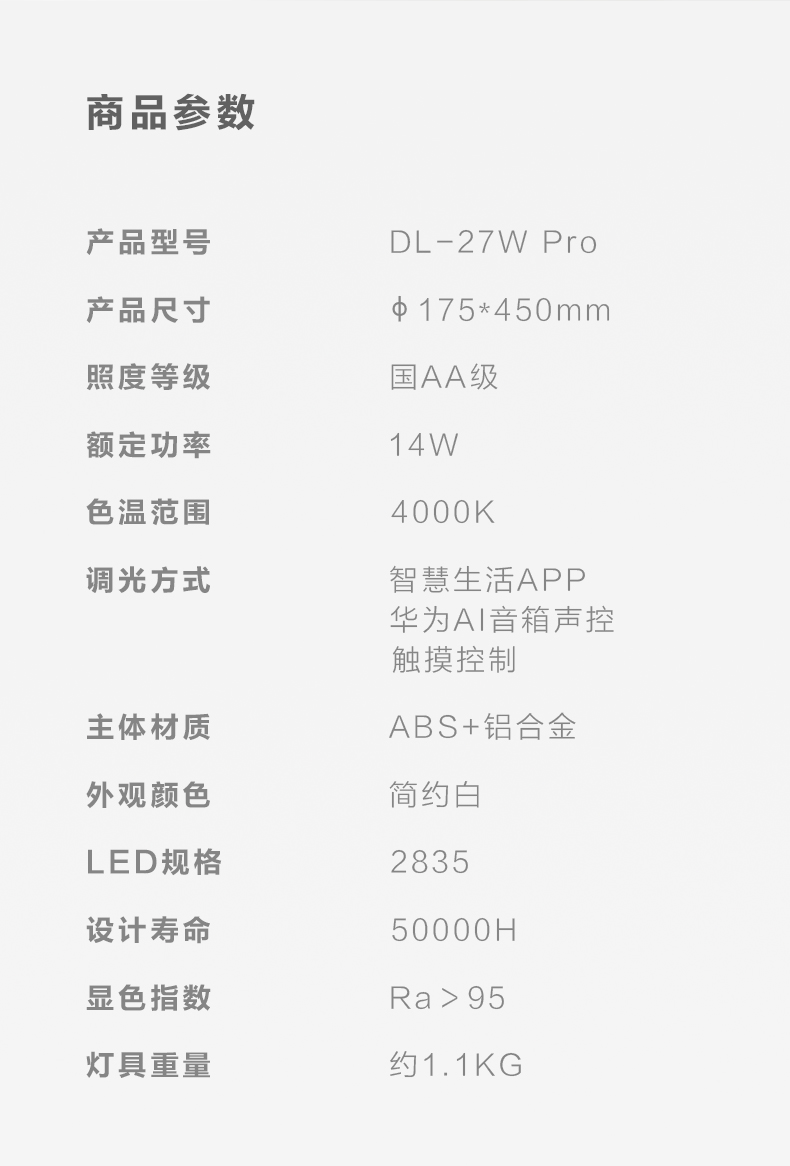 商品参数
产品型号 DL-27W Pro
产品尺寸 ф175*450mm
照度等级 国AA级
额定功率 14W
色温范围 4000K
调光方式 智慧生活APP
华为AI音箱声控
触摸控制
主体材质 ABS+铝合金
外观颜色 简约白
LED规格 2835
设计寿命 50000H
显色指数 Ra＞95
灯具重量 约1.1KG